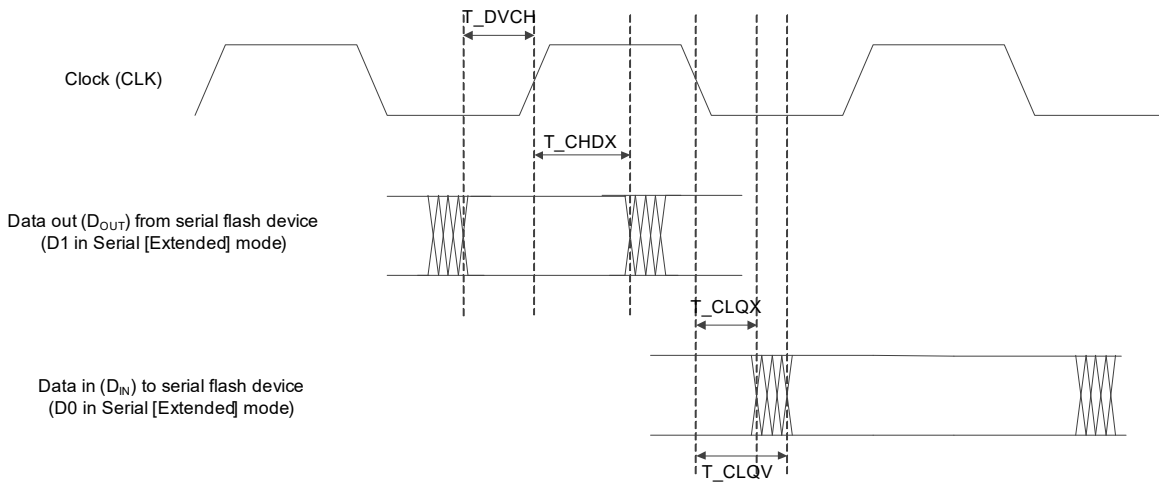 T_DVCH
Clock (CLK)
T_CHDX
Data out (DOUT) from serial flash device
(D1 in Serial [Extended] mode)
T_CLQX
Data in (DIN) to serial flash device
(D0 in Serial [Extended] mode)
T_CLQV